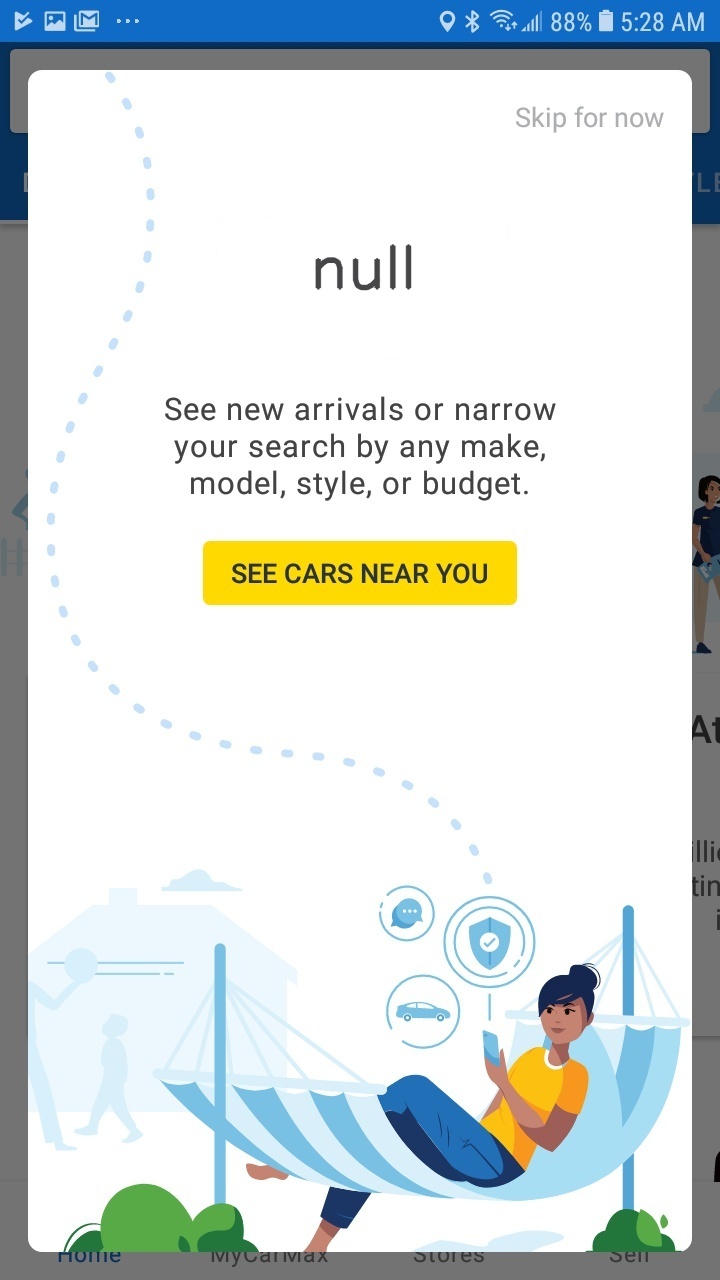 88% 5:28 AM
Skip for now
null
See new arrivals or narrow
your search by any make,
model, style, or budget.
SEE CARS NEAR YOU
Home MyCarMax Stores Sell